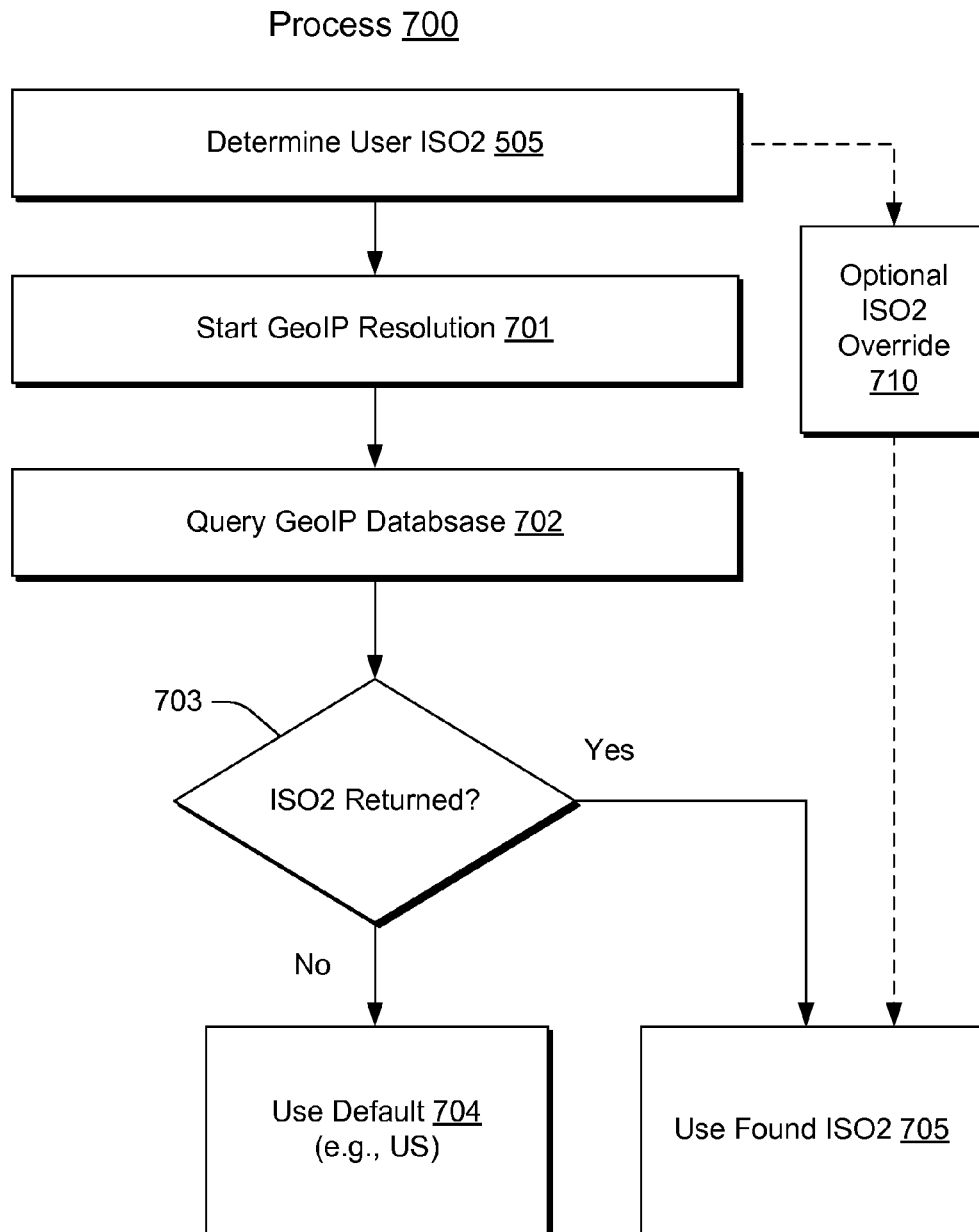 Process 700
Determine User ISO2 505
Optional
ISO2
Override
710
Start GeoIP Resolution 701
Query GeoIP Databsase 702
703
ISO2 Returned?
Yes
No
Use Default 704
(e.g., US)
Use Found ISO2 705